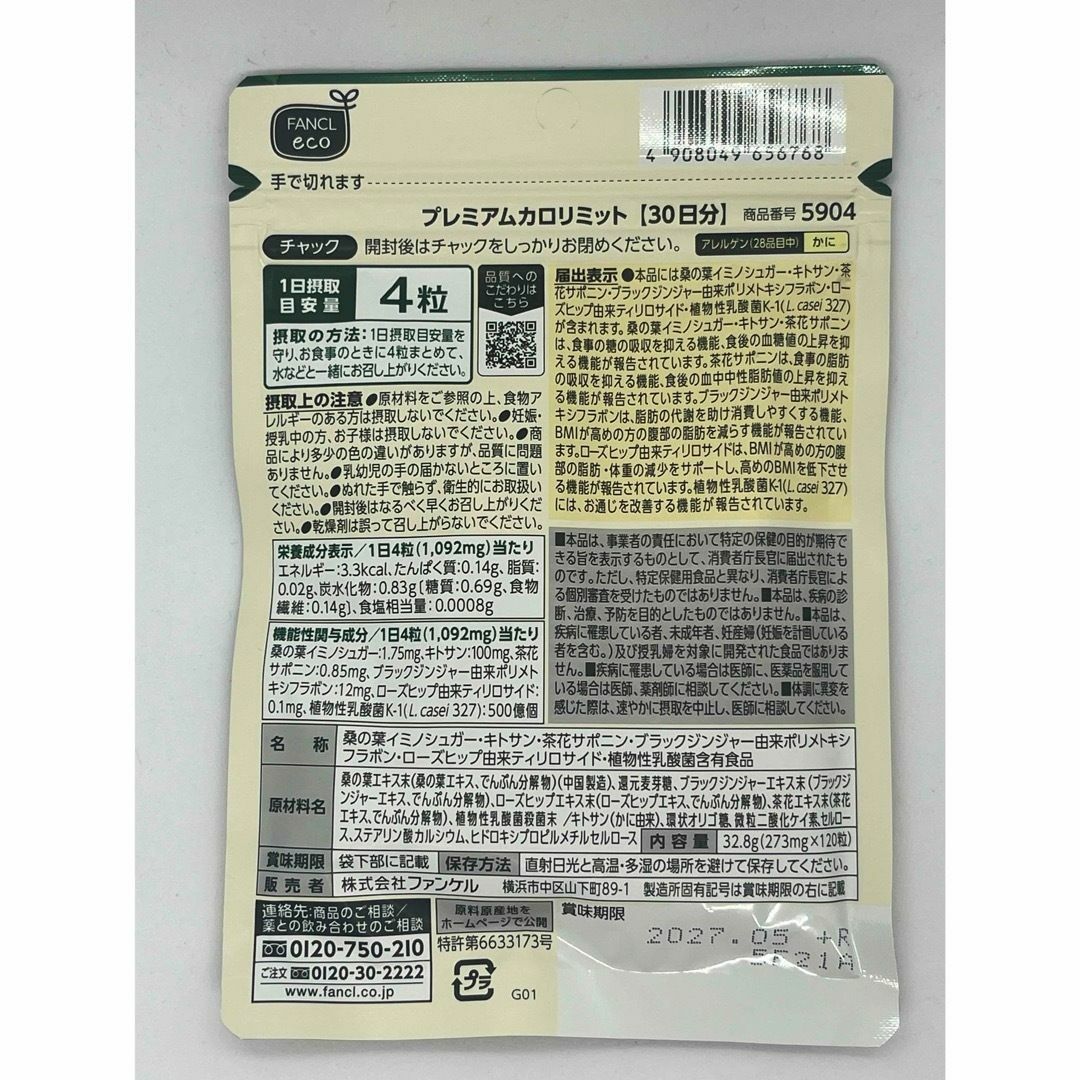 FANCL
eco
4 908049 656768
手で切れます
プレミアムカロリミット【30日分】 商品番号 5904
チャック 開封後はチャックをしっかりお閉めください。 アレルゲン(28品目中) かに
1日摂取
目安量
4粒
摂取の方法:1日摂取目安量を
守り、お食事のときに4粒まとめて、
水などと一緒にお召し上がりください。
品質への
こだわりは
こちら
摂取上の注意 ●原材料をご参照の上、食物ア
レルギーのある方は摂取しないでください。●妊娠・
授乳中の方、お子様は摂取しないでください。●商
品により多少の色の違いがありますが、品質に問題
ありません。●乳幼児の手の届かないところに置い
てください。●ぬれた手で触らず、衛生的にお取扱い
ください。●開封後はなるべく早くお召し上がりくださ
い。●乾燥剤は誤って召し上がらないでください。
栄養成分表示/1日4粒(1,092mg)当たり
エネルギー:3.3kcal、たんぱく質:0.14g、脂質:
0.02g、炭水化物:0.83g〔糖質:0.69g、食物
繊維:0.14g〕、食塩相当量:0.0008g
機能性関与成分/1日4粒(1,092mg)当たり
桑の葉イミノシュガー:1.75mg、キトサン:100mg、茶花
サポニン:0.85mg、ブラックジンジャー由来ポリメト
キシフラボン:12mg、ローズヒップ由来ティリロサイド:
0.1mg、植物性乳酸菌K-1(L. casei 327):500億個
届出表示 ●本品には桑の葉イミノシュガー・キトサン・茶
花サポニン・ブラックジンジャー由来ポリメトキシフラボン・ロー
ズヒップ由来ティリロサイド・植物性乳酸菌K-1(L. casei 327)
が含まれます。桑の葉イミノシュガー・キトサン・茶花サポニン
は、食事の糖の吸収を抑える機能、食後の血糖値の上昇を抑
える機能が報告されています。茶花サポニンは、食事の脂肪
の吸収を抑える機能、食後の血中中性脂肪値の上昇を抑
える機能が報告されています。ブラックジンジャー由来ポリメト
キシフラボンは、脂肪の代謝を助け消費しやすくする機能、
BMIが高めの方の腹部の脂肪を減らす機能が報告されてい
ます。ローズヒップ由来ティリロサイドは、BMIが高めの方の腹
部の脂肪・体重の減少をサポートし、高めのBMIを低下させ
る機能が報告されています。植物性乳酸菌K-1(L. casei 327)
には、お通じを改善する機能が報告されています。
■本品は、事業者の責任において特定の保健の目的が期待で
きる旨を表示するものとして、消費者庁長官に届出されたも
のです。ただし、特定保健用食品と異なり、消費者庁長官によ
る個別審査を受けたものではありません。■本品は、疾病の診
断、治療、予防を目的としたものではありません。■本品は、
疾病に罹患している者、未成年者、妊産婦(妊娠を計画している
者を含む。)及び授乳婦を対象に開発された食品ではありま
せん。■疾病に罹患している場合は医師に、医薬品を服用して
いる場合は医師、薬剤師に相談してください。■体調に異変を
感じた際は、速やかに摂取を中止し、医師に相談してください。
名 称 桑の葉イミノシュガー・キトサン・茶花サポニン・ブラックジンジャー由来ポリメトキシ
フラボン・ローズヒップ由来ティリロサイド・植物性乳酸菌含有食品
原材料名
桑の葉エキス末(桑の葉エキス、でんぷん分解物)(中国製造)、還元麦芽糖、ブラックジンジャーエキス末(ブラックジ
ンジャーエキス、でんぷん分解物)、ローズヒップエキス末(ローズヒップエキス、でんぷん分解物)、茶花エキス末(茶花
エキス、でんぷん分解物)、植物性乳酸菌殺菌末 /キトサン(かに由来)、環状オリゴ糖、微粒二酸化ケイ素、セルロー
ス、ステアリン酸カルシウム、ヒドロキシプロピルメチルセルロース
内容量 32.8g(273mg×120粒)
賞味期限 袋下部に記載 保存方法 直射日光と高温・多湿の場所を避けて保存してください。
販売者 株式会社ファンケル 横浜市中区山下町89-1 製造所固有記号は賞味期限の右に記載
連絡先:商品のご相談/
薬との飲み合わせのご相談
0120-750-210
ご注文 0120-30-2222
www.fancl.co.jp
原料原産地を
ホームページで公開
特許第6633173号
プラ
G01
賞味期限
2027.05 +R
5F21A